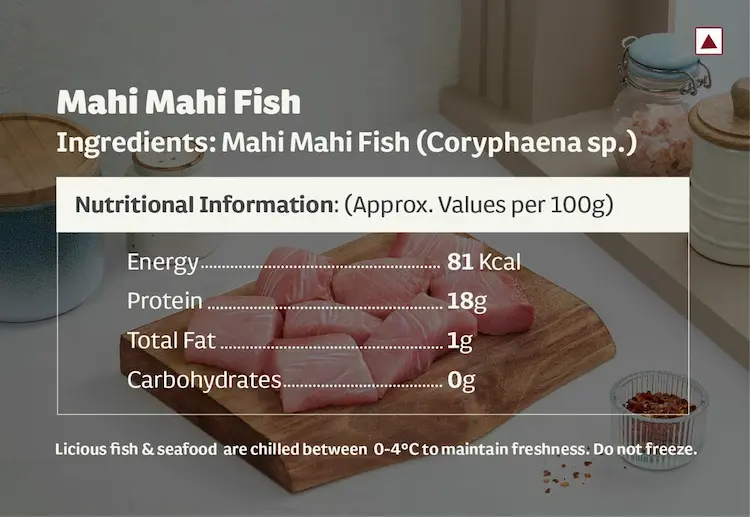 Mahi Mahi Fish
Ingredients: Mahi Mahi Fish (Coryphaena sp.)
Nutritional Information: (Approx. Values per 100g)
Energy........................................................ 81 Kcal
Protein ....................................................... 18g
Total Fat .................................................... 1g
Carbohydrates..................................... 0g
Licious fish & seafood are chilled between 0-4°C to maintain freshness. Do not freeze.